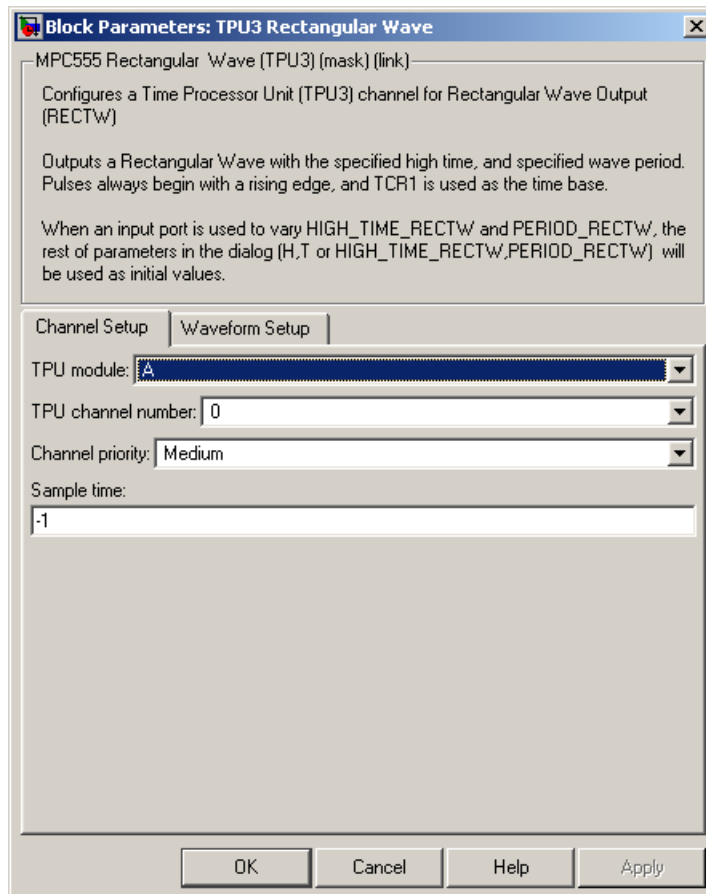 Block Parameters: TPU3 Rectangular Wave
MPC555 Rectangular Wave (TPU3) (mask) (link)
Configures a Time Processor Unit (TPU3) channel for Rectangular Wave Output
(RECTW)
Outputs a Rectangular Wave with the specified high time, and specified wave period.
Pulses always begin with a rising edge, and TCR1 is used as the time base.
When an input port is used to vary HIGH_TIME_RECTW and PERIOD_RECTW, the
rest of parameters in the dialog (H,T or HIGH_TIME_RECTW,PERIOD_RECTW) will
be used as initial values.
Channel Setup Waveform Setup
TPU module: A
TPU channel number: 0
Channel priority: Medium
Sample time:
-1
OK Cancel Help Apply